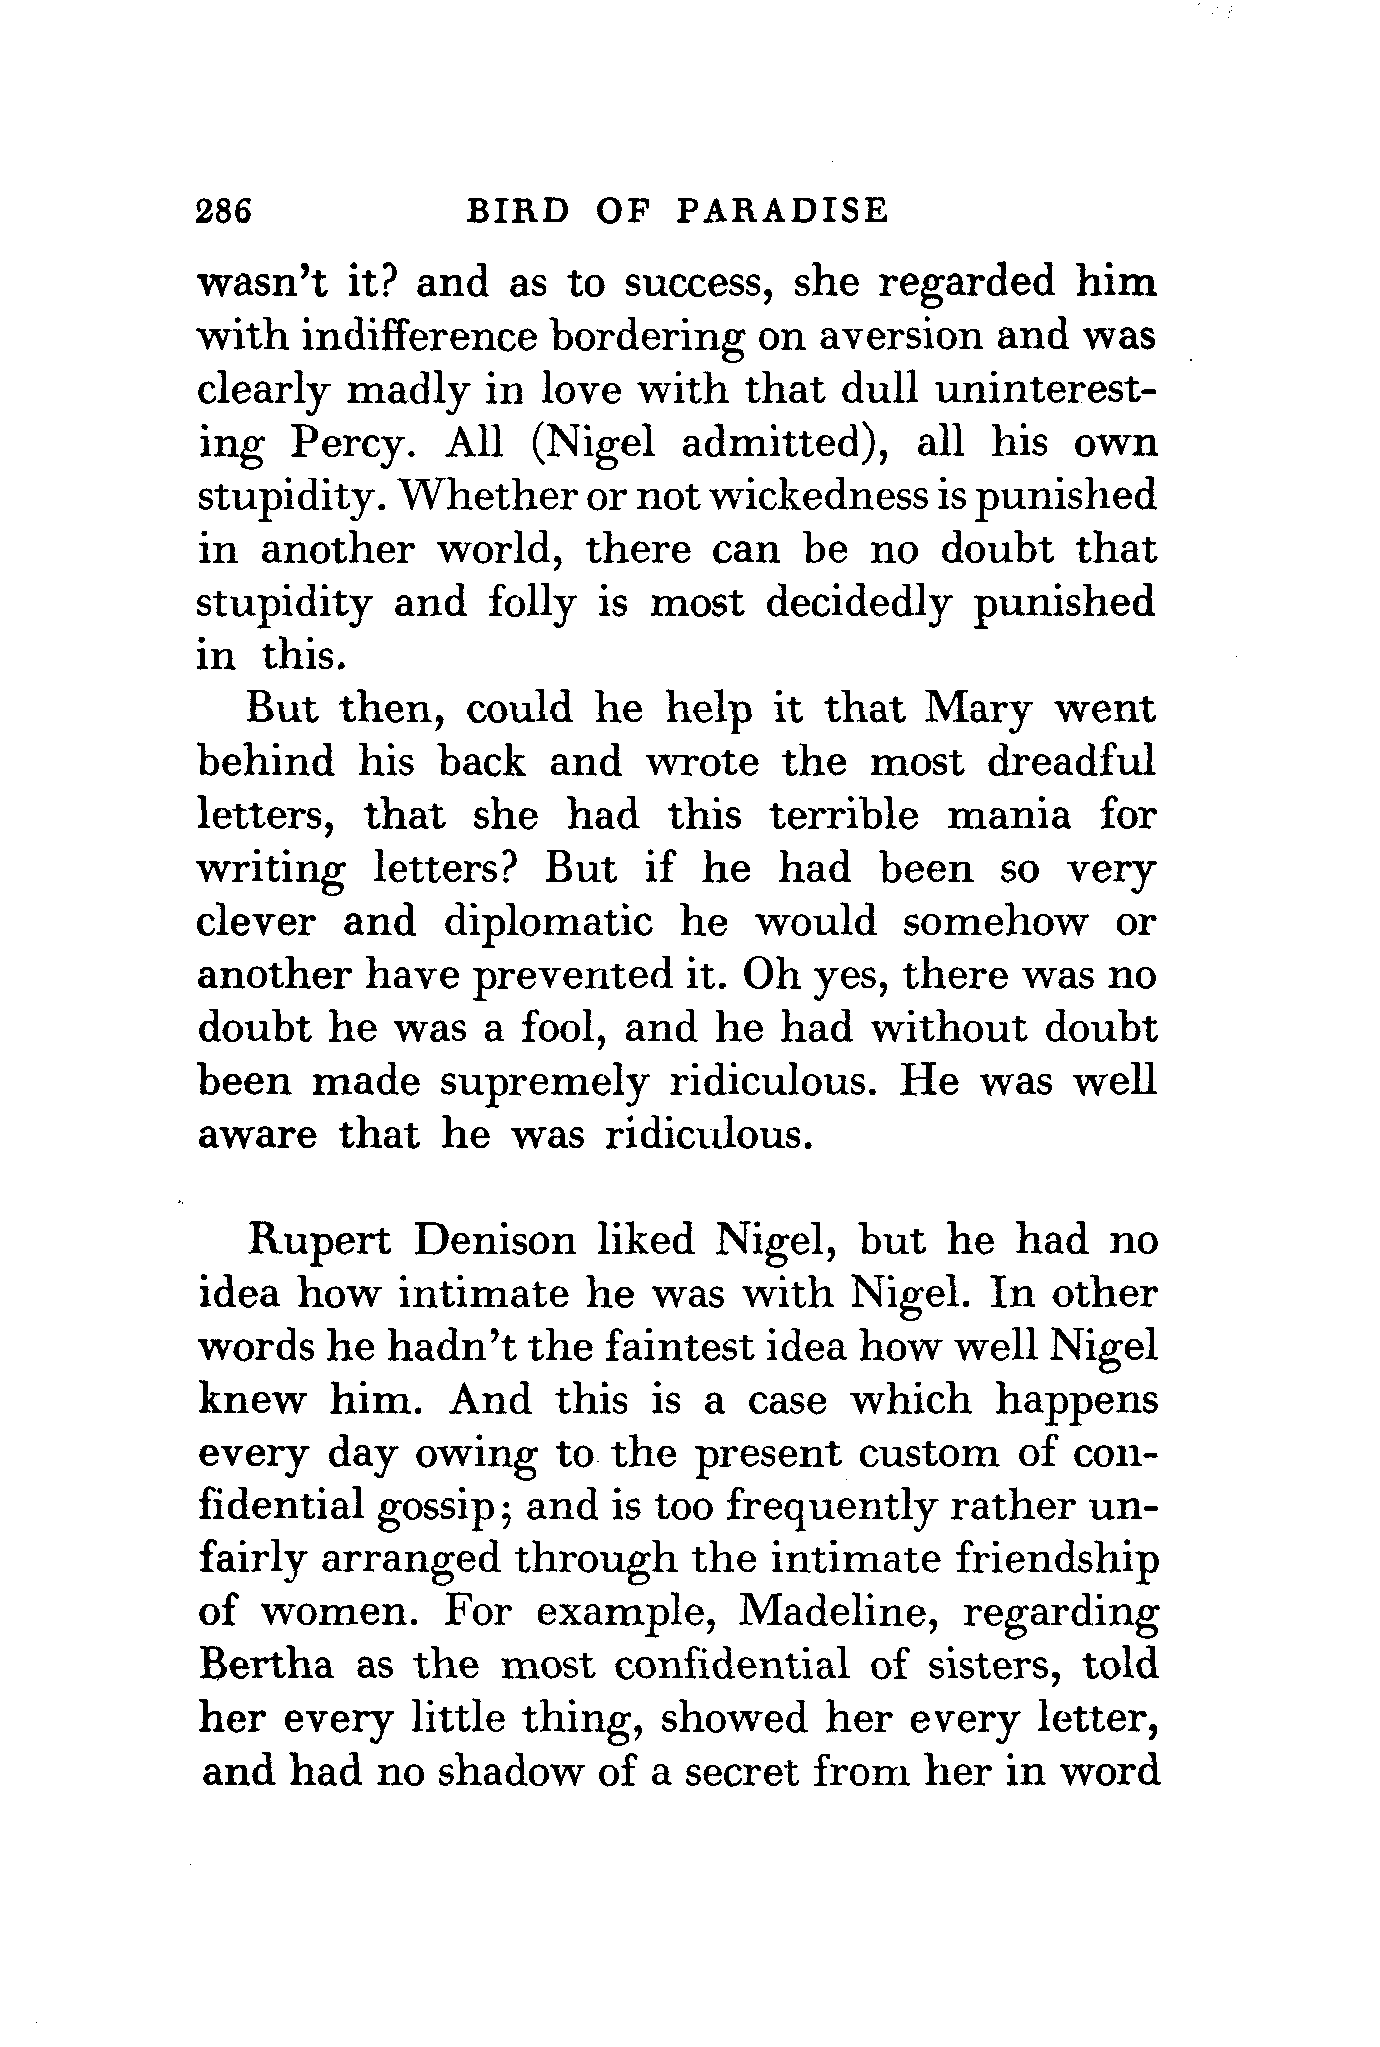 286 BIRD OF PARADISE
wasn't it? and as to success, she regarded him
with indifference bordering on aversion and was
clearly madly in love with that dull uninterest-
ing Percy. All (Nigel admitted), all his own
stupidity. Whether or not wickedness is punished
in another world, there can be no doubt that
stupidity and folly is most decidedly punished
in this.
But then, could he help it that Mary went
behind his back and wrote the most dreadful
letters, that she had this terrible mania for
writing letters? But if he had been so very
clever and diplomatic he would somehow or
another have prevented it. Oh yes, there was no
doubt he was a fool, and he had without doubt
been made supremely ridiculous. He was well
aware that he was ridiculous.
Rupert Denison liked Nigel, but he had no
idea how intimate he was with Nigel. In other
words he hadn't the faintest idea how well Nigel
knew him. And this is a case which happens
every day owing to the present custom of con-
fidential gossip; and is too frequently rather un-
fairly arranged through the intimate friendship
of women. For example, Madeline, regarding
Bertha as the most confidential of sisters, told
her every little thing, showed her every letter,
and had no shadow of a secret from her in word